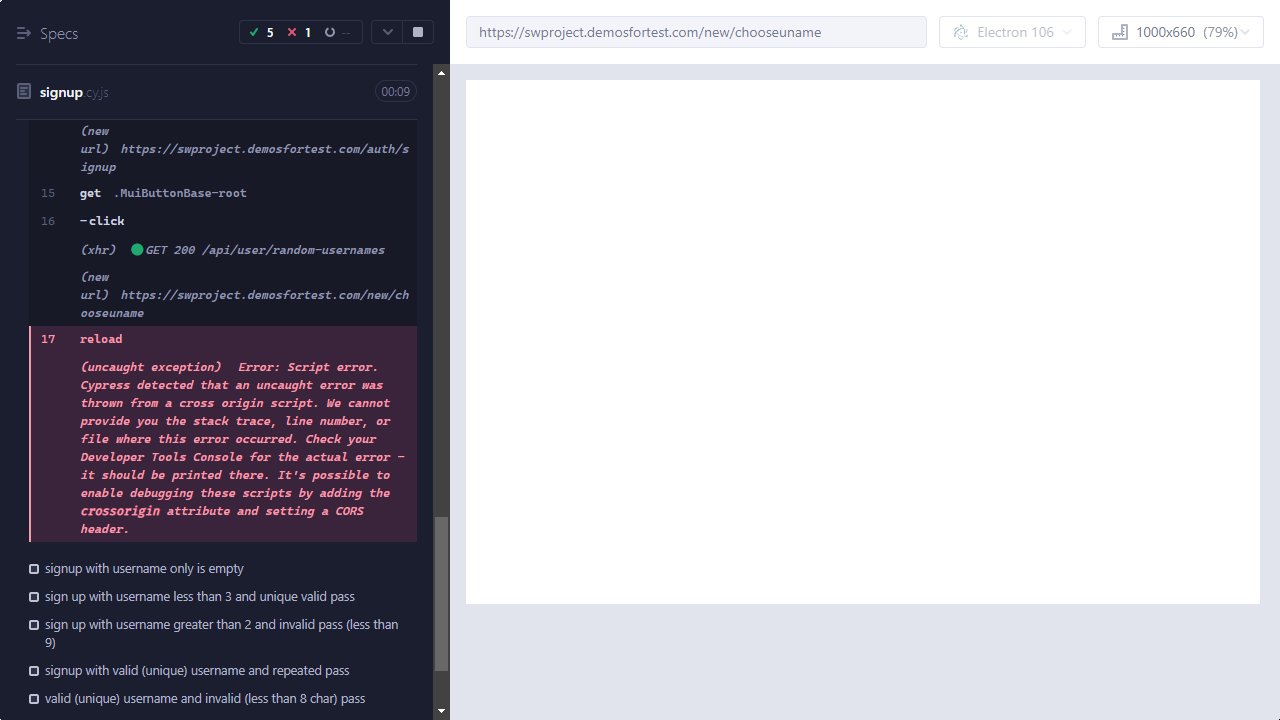 Specs
5
1
--
https://swproject.demosfortest.com/new/chooseuname
Electron 106
1000x660 (79%)
signup.cy.js
00:09
(new
url) https://swproject.demosfortest.com/auth/s
ignup
15 get .MuiButtonBase-root
16 -click
(xhr) GET 200 /api/user/random-usernames
(new
url) https://swproject.demosfortest.com/new/ch
ooseuname
17 reload
(uncaught exception) Error: Script error.
Cypress detected that an uncaught error was
thrown from a cross origin script. We cannot
provide you the stack trace, line number, or
file where this error occurred. Check your
Developer Tools Console for the actual error -
it should be printed there. It's possible to
enable debugging these scripts by adding the
crossorigin attribute and setting a CORS
header.
signup with username only is empty
sign up with username less than 3 and unique valid pass
sign up with username greater than 2 and invalid pass (less than
9)
signup with valid (unique) username and repeated pass
valid (unique) username and invalid (less than 8 char) pass